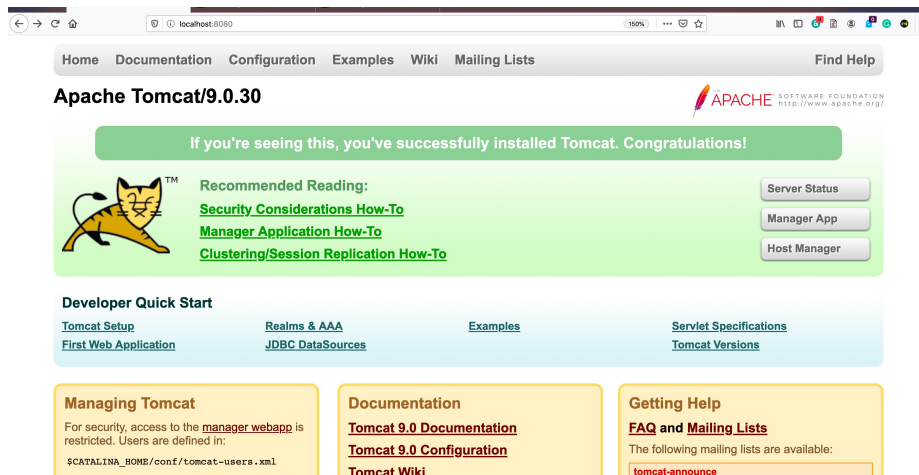 localhost:8080
150%
Home Documentation Configuration Examples Wiki Mailing Lists Find Help
Apache Tomcat/9.0.30
THE
APACHE SOFTWARE FOUNDATION
http://www.apache.org/
If you're seeing this, you've successfully installed Tomcat. Congratulations!
TM
Recommended Reading:
Security Considerations How-To
Manager Application How-To
Clustering/Session Replication How-To
Server Status
Manager App
Host Manager
Developer Quick Start
Tomcat Setup
First Web Application
Realms & AAA
JDBC DataSources
Examples
Servlet Specifications
Tomcat Versions
Managing Tomcat
For security, access to the manager webapp is
restricted. Users are defined in:
$CATALINA_HOME/conf/tomcat-users.xml
Documentation
Tomcat 9.0 Documentation
Tomcat 9.0 Configuration
Tomcat Wiki
Getting Help
FAQ and Mailing Lists
The following mailing lists are available:
tomcat-announce